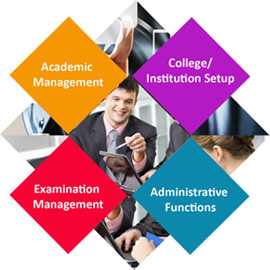 Academic
Management
College/
Institution Setup
Examination
Management
Administrative
Functions